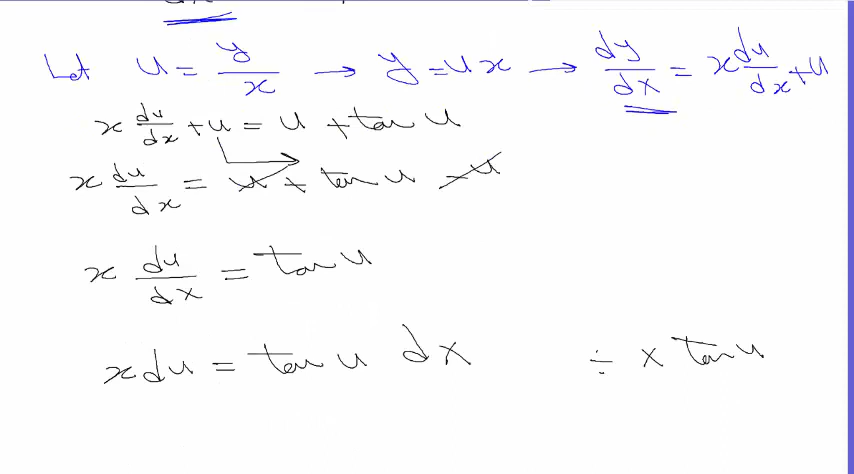 Let u = y/x → y = ux → dy/dx = x du/dx + u
x du/dx + u = u + tan u
x du/dx = u + tan u - u
x du/dx = tan u
x du = tan u dx ÷ x tan u